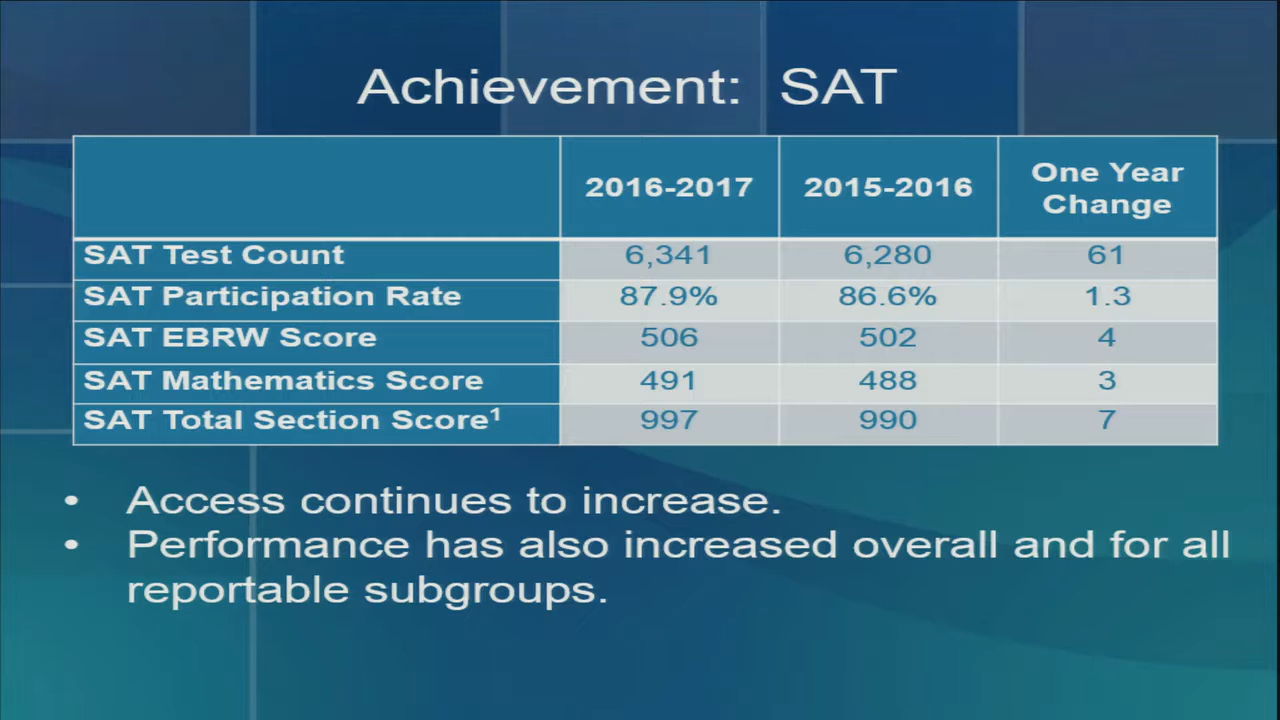 Achievement: SAT
2016-2017 2015-2016 One Year Change
SAT Test Count 6,341 6,280 61
SAT Participation Rate 87.9% 86.6% 1.3
SAT EBRW Score 506 502 4
SAT Mathematics Score 491 488 3
SAT Total Section Score¹ 997 990 7
• Access continues to increase.
• Performance has also increased overall and for all
reportable subgroups.